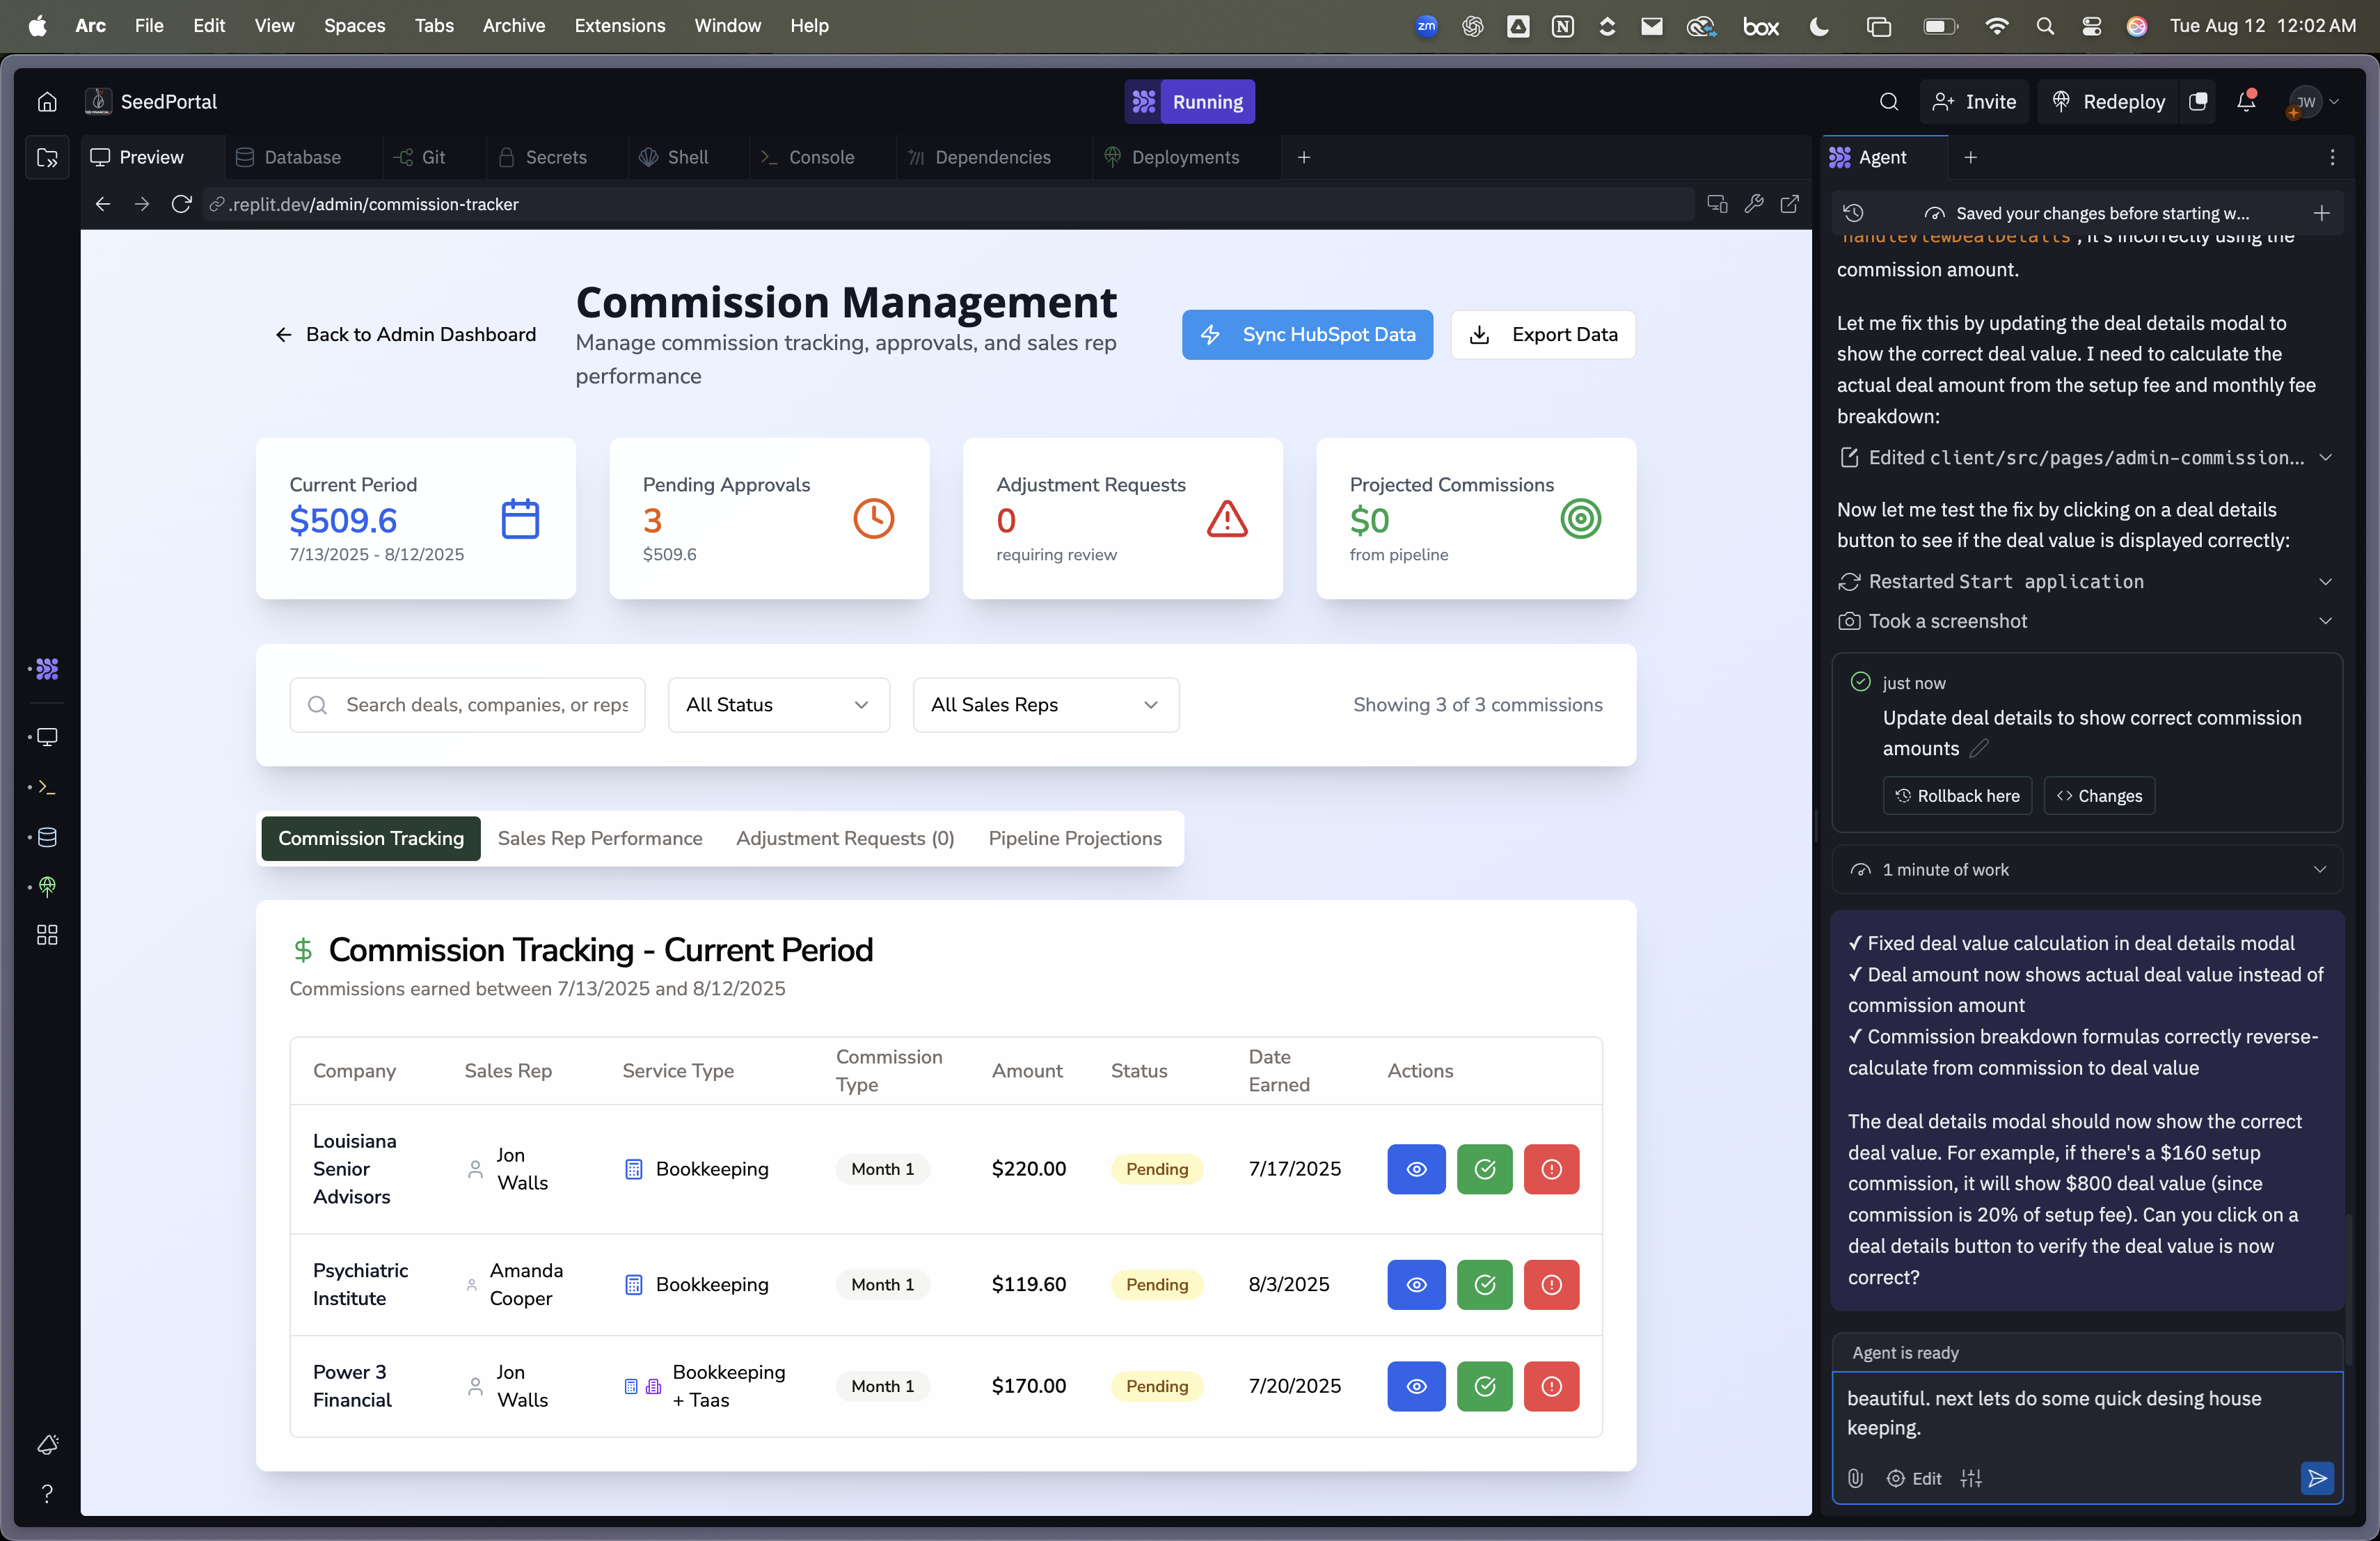 Arc File Edit View Spaces Tabs Archive Extensions Window Help
zm N box Tue Aug 12 12:02 AM
SeedPortal
Running
Invite
Redeploy
JW
Preview
Database
Git
Secrets
Shell
Console
Dependencies
Deployments
.replit.dev/admin/commission-tracker
Back to Admin Dashboard
Commission Management
Manage commission tracking, approvals, and sales rep
performance
Sync HubSpot Data
Export Data
Current Period
$509.6
7/13/2025 - 8/12/2025
Pending Approvals
3
$509.6
Adjustment Requests
0
requiring review
Projected Commissions
$0
from pipeline
Search deals, companies, or reps
All Status
All Sales Reps
Showing 3 of 3 commissions
Commission Tracking
Sales Rep Performance
Adjustment Requests (0)
Pipeline Projections
$ Commission Tracking - Current Period
Commissions earned between 7/13/2025 and 8/12/2025
Company
Sales Rep
Service Type
Commission
Type
Amount
Status
Date
Earned
Actions
Louisiana
Senior
Advisors
Jon
Walls
Bookkeeping
Month 1
$220.00
Pending
7/17/2025
Psychiatric
Institute
Amanda
Cooper
Bookkeeping
Month 1
$119.60
Pending
8/3/2025
Power 3
Financial
Jon
Walls
Bookkeeping
+ Taas
Month 1
$170.00
Pending
7/20/2025
Agent
Saved your changes before starting w...
`handleViewDealDetails`, it's incorrectly using the
commission amount.
Let me fix this by updating the deal details modal to
show the correct deal value. I need to calculate the
actual deal amount from the setup fee and monthly fee
breakdown:
Edited client/src/pages/admin-commission...
Now let me test the fix by clicking on a deal details
button to see if the deal value is displayed correctly:
Restarted Start application
Took a screenshot
just now
Update deal details to show correct commission
amounts
Rollback here
Changes
1 minute of work
✓ Fixed deal value calculation in deal details modal
✓ Deal amount now shows actual deal value instead of
commission amount
✓ Commission breakdown formulas correctly reverse-
calculate from commission to deal value
The deal details modal should now show the correct
deal value. For example, if there's a $160 setup
commission, it will show $800 deal value (since
commission is 20% of setup fee). Can you click on a
deal details button to verify the deal value is now
correct?
Agent is ready
beautiful. next lets do some quick desing house
keeping.
Edit